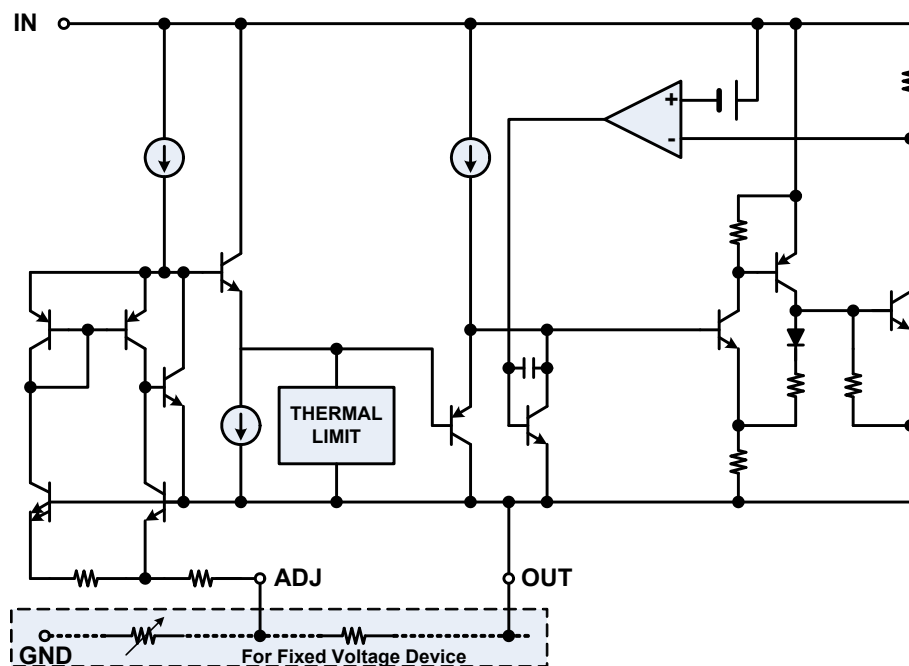 IN
+
-
THERMAL
LIMIT
ADJ
OUT
GND
For Fixed Voltage Device